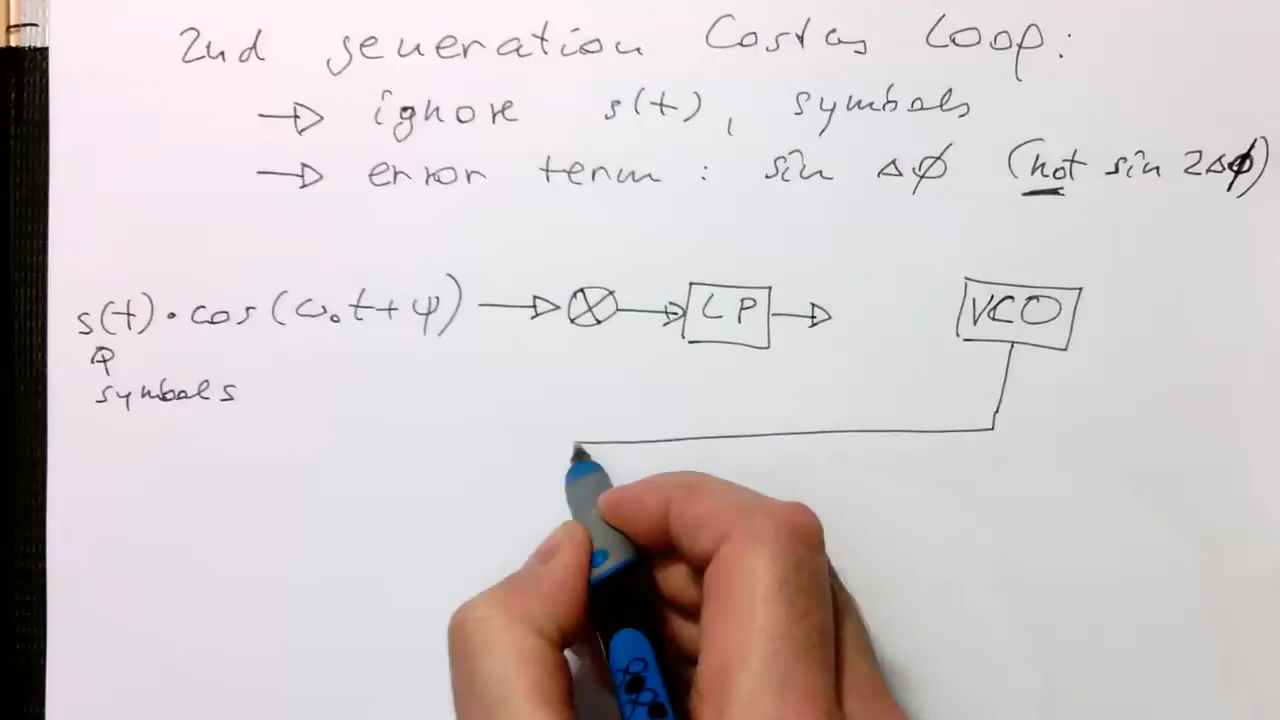 2nd generation Costas Loop:
→ ignore s(t), symbols
→ error term : sin Δϕ (not sin 2Δϕ)
s(t) · cos(ω₀t+ψ) → ⊗ → LP → VCO
symbols